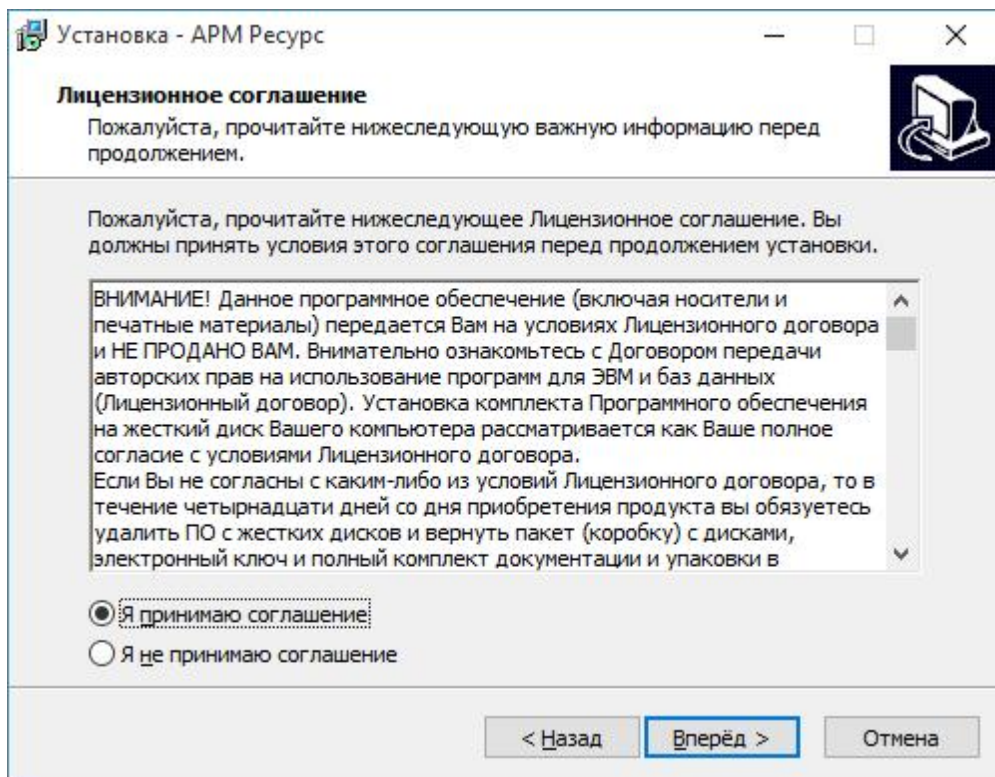 Установка - АРМ Ресурс
Лицензионное соглашение
Пожалуйста, прочитайте нижеследующую важную информацию перед
продолжением.
Пожалуйста, прочитайте нижеследующее Лицензионное соглашение. Вы
должны принять условия этого соглашения перед продолжением установки.
ВНИМАНИЕ! Данное программное обеспечение (включая носители и
печатные материалы) передается Вам на условиях Лицензионного договора
и НЕ ПРОДАНО ВАМ. Внимательно ознакомьтесь с Договором передачи
авторских прав на использование программ для ЭВМ и баз данных
(Лицензионный договор). Установка комплекта Программного обеспечения
на жесткий диск Вашего компьютера рассматривается как Ваше полное
согласие с условиями Лицензионного договора.
Если Вы не согласны с каким-либо из условий Лицензионного договора, то в
течение четырнадцати дней со дня приобретения продукта вы обязуетесь
удалить ПО с жестких дисков и вернуть пакет (коробку) с дисками,
электронный ключ и полный комплект документации и упаковки в
Я принимаю соглашение
Я не принимаю соглашение
< Назад
Вперёд >
Отмена